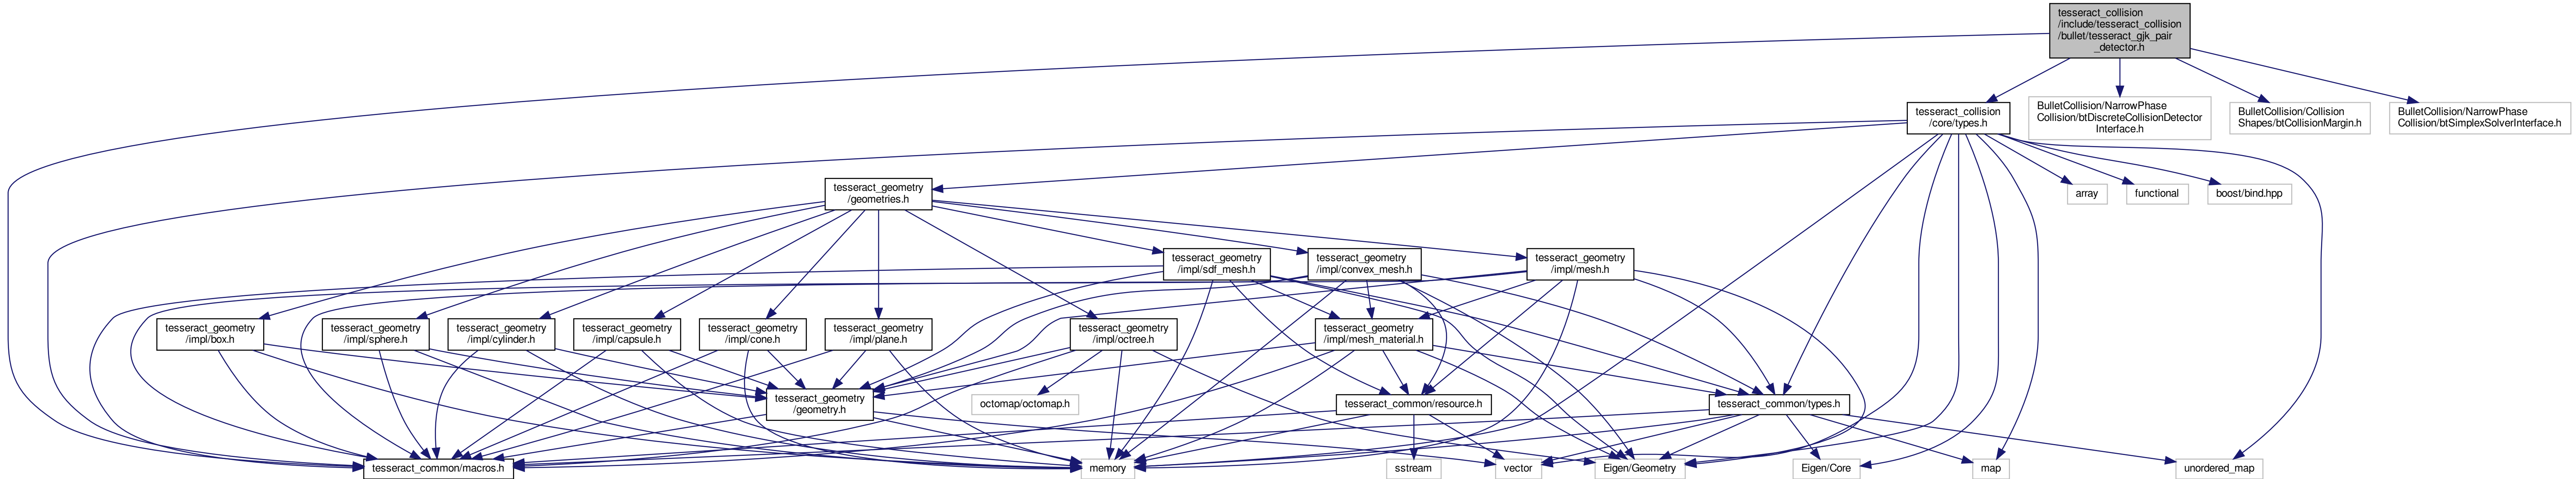 tesseract_collision
/include/tesseract_collision
/bullet/tesseract_gjk_pair
_detector.h
tesseract_collision
/core/types.h
BulletCollision/NarrowPhase
Collision/btDiscreteCollisionDetector
Interface.h
BulletCollision/Collision
Shapes/btCollisionMargin.h
BulletCollision/NarrowPhase
Collision/btSimplexSolverInterface.h
tesseract_geometry
/geometries.h
array
functional
boost/bind.hpp
tesseract_geometry
/impl/sdf_mesh.h
tesseract_geometry
/impl/convex_mesh.h
tesseract_geometry
/impl/mesh.h
tesseract_geometry
/impl/box.h
tesseract_geometry
/impl/sphere.h
tesseract_geometry
/impl/cylinder.h
tesseract_geometry
/impl/capsule.h
tesseract_geometry
/impl/cone.h
tesseract_geometry
/impl/plane.h
tesseract_geometry
/impl/octree.h
tesseract_geometry
/impl/mesh_material.h
tesseract_geometry
/geometry.h
octomap/octomap.h
tesseract_common/resource.h
tesseract_common/types.h
tesseract_common/macros.h
memory
sstream
vector
Eigen/Geometry
Eigen/Core
map
unordered_map